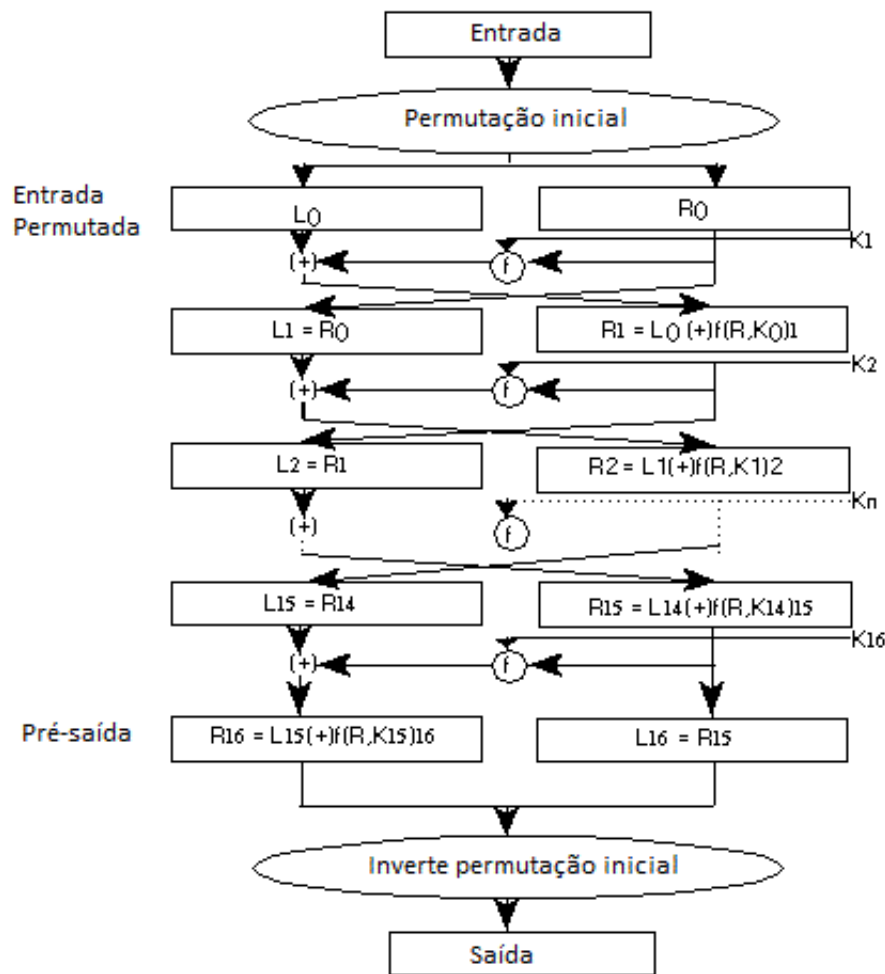 Entrada
Permutação inicial
Entrada
Permutada
L0
R0
K1
(+)
f
L1 = R0
R1 = L0 (+)f(R,K0)1
K2
(+)
f
L2 = R1
R2 = L1(+)f(R,K1)2
Kn
(+)
f
L15 = R14
R15 = L14(+)f(R,K14)15
K16
(+)
f
Pré-saída
R16 = L15(+)f(R,K15)16
L16 = R15
Inverte permutação inicial
Saída